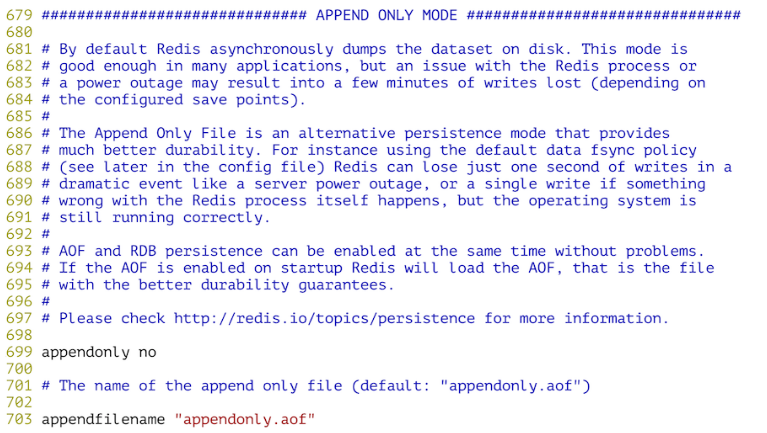 679 ############################## APPEND ONLY MODE ###############################
680
681 # By default Redis asynchronously dumps the dataset on disk. This mode is
682 # good enough in many applications, but an issue with the Redis process or
683 # a power outage may result into a few minutes of writes lost (depending on
684 # the configured save points).
685 #
686 # The Append Only File is an alternative persistence mode that provides
687 # much better durability. For instance using the default data fsync policy
688 # (see later in the config file) Redis can lose just one second of writes in a
689 # dramatic event like a server power outage, or a single write if something
690 # wrong with the Redis process itself happens, but the operating system is
691 # still running correctly.
692 #
693 # AOF and RDB persistence can be enabled at the same time without problems.
694 # If the AOF is enabled on startup Redis will load the AOF, that is the file
695 # with the better durability guarantees.
696 #
697 # Please check http://redis.io/topics/persistence for more information.
698
699 appendonly no
700
701 # The name of the append only file (default: "appendonly.aof")
702
703 appendfilename "appendonly.aof"